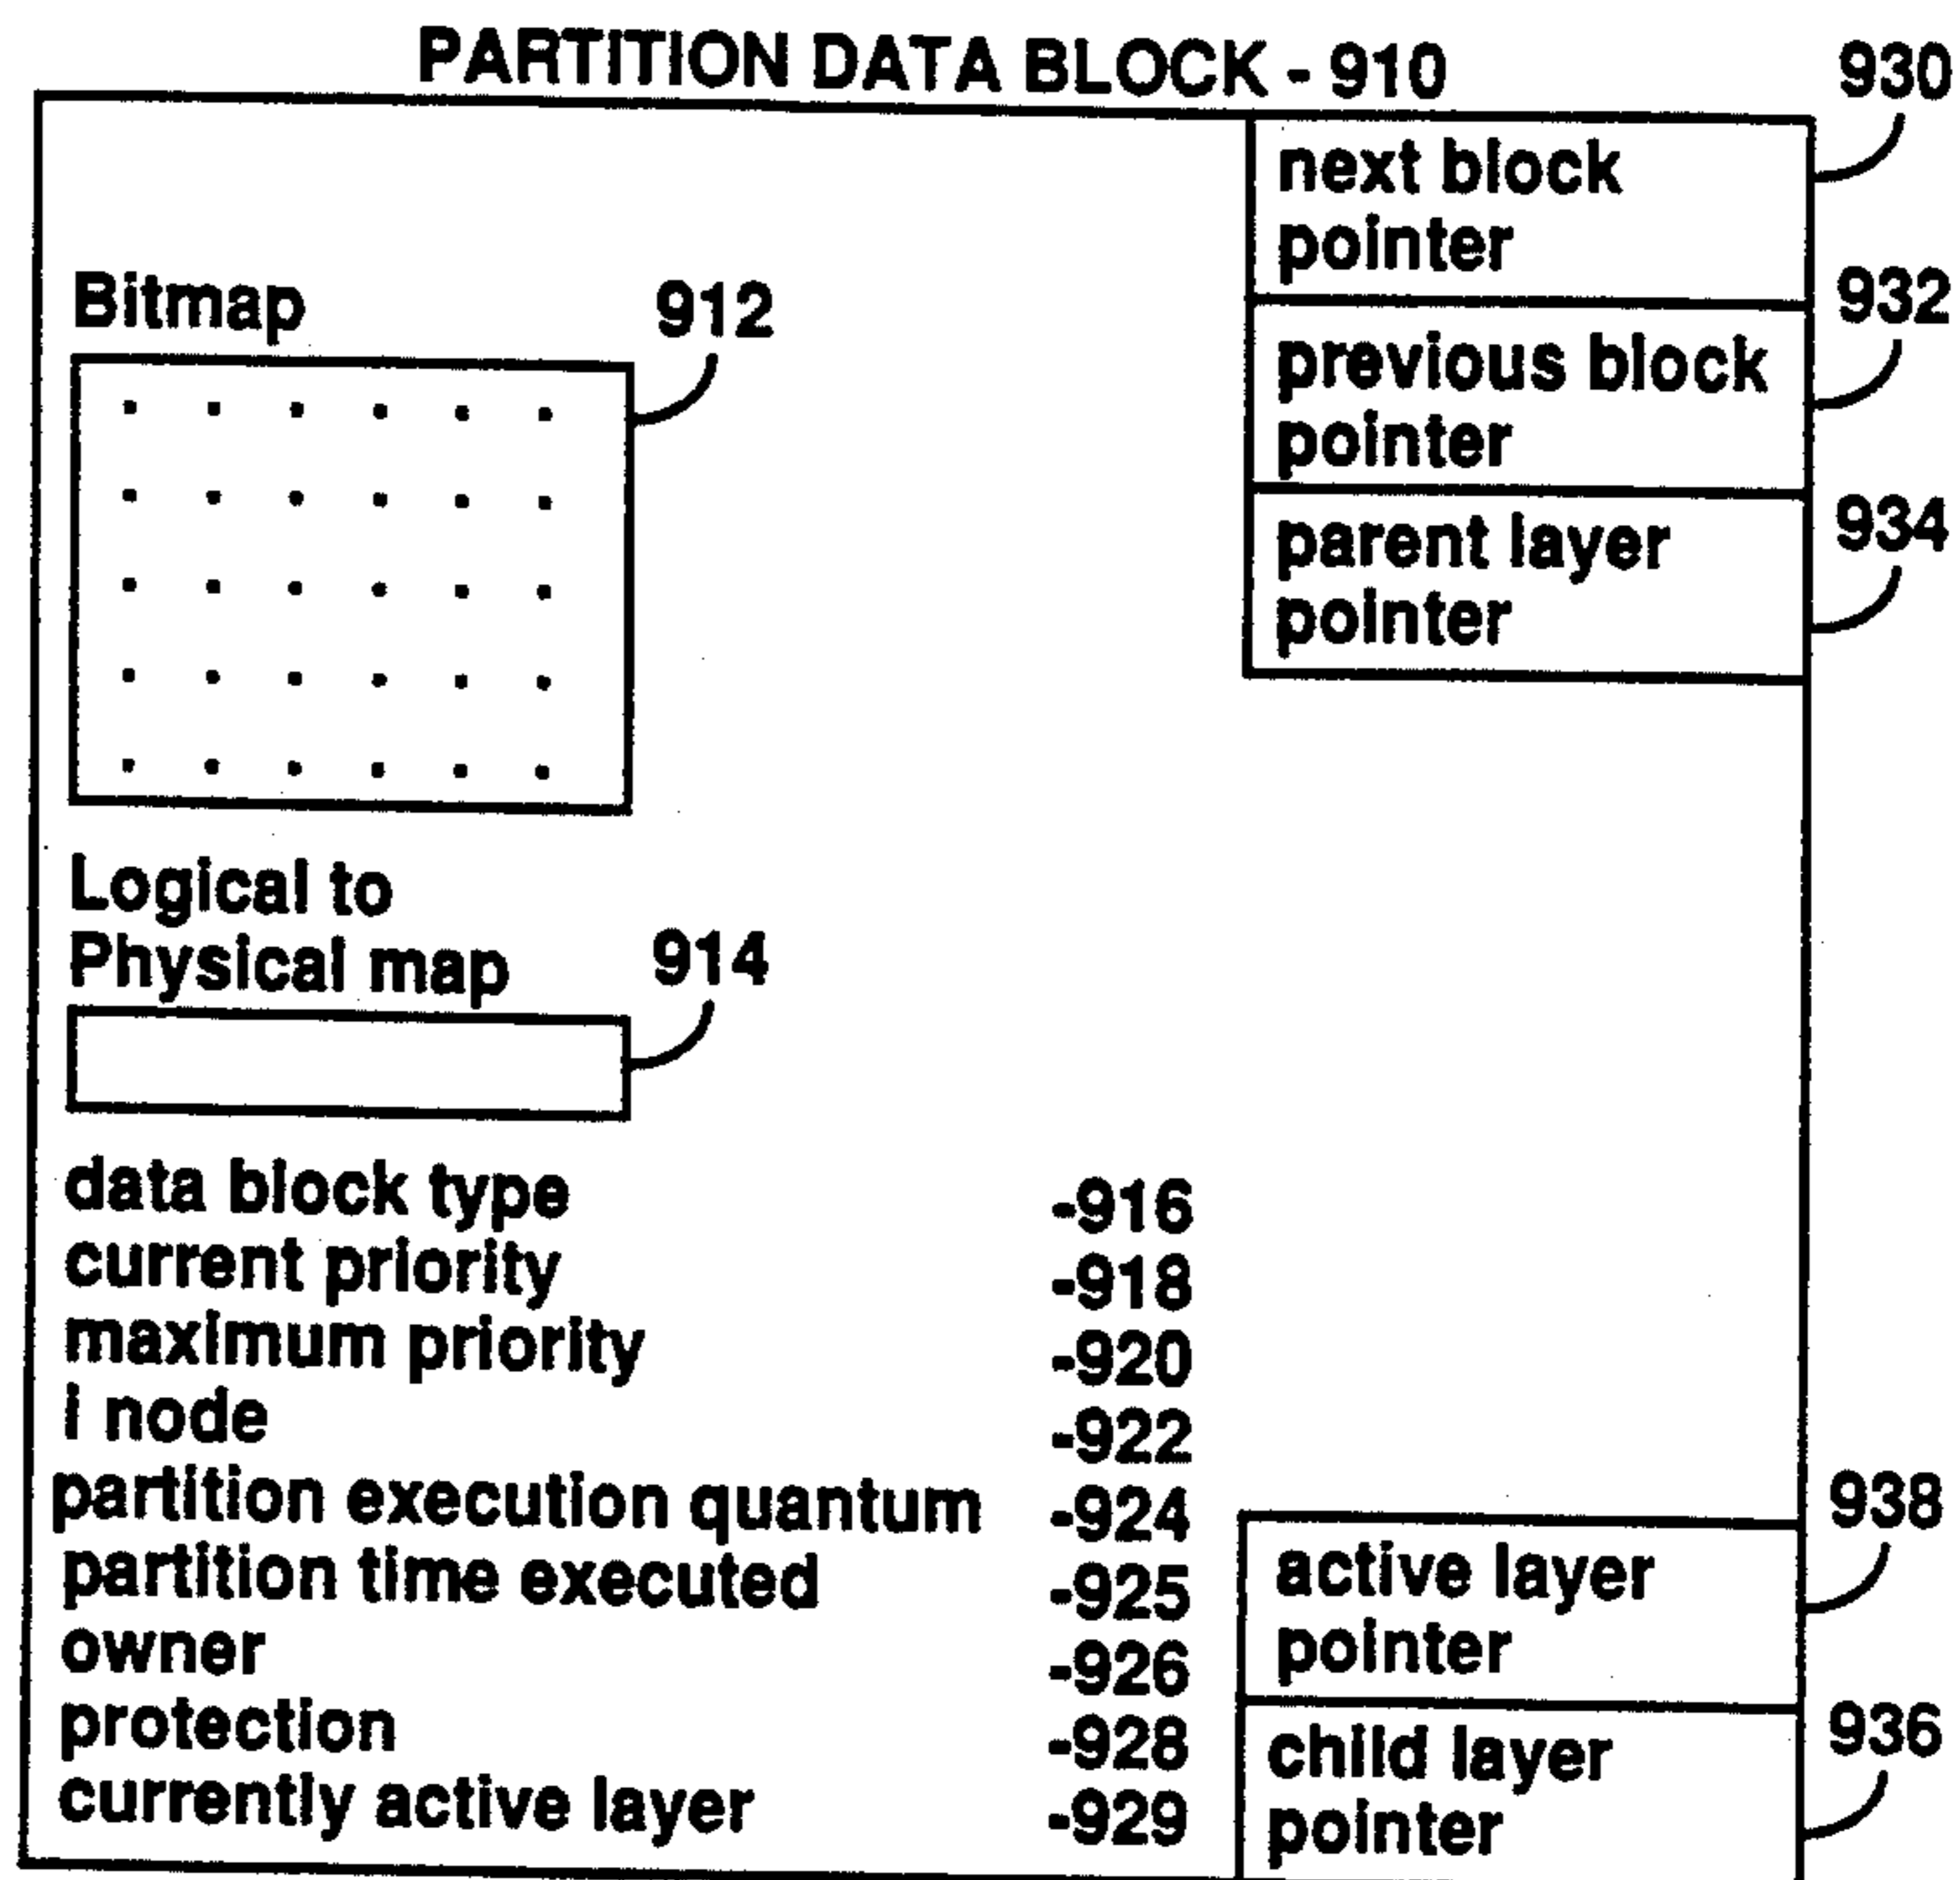 PARTITION DATA BLOCK - 910
930
next block
pointer
932
previous block
pointer
934
parent layer
pointer
Bitmap
912
Logical to
Physical map
914
data block type -916
current priority -918
maximum priority -920
i node -922
partition execution quantum -924
partition time executed -925
owner -926
protection -928
currently active layer -929
938
active layer
pointer
936
child layer
pointer